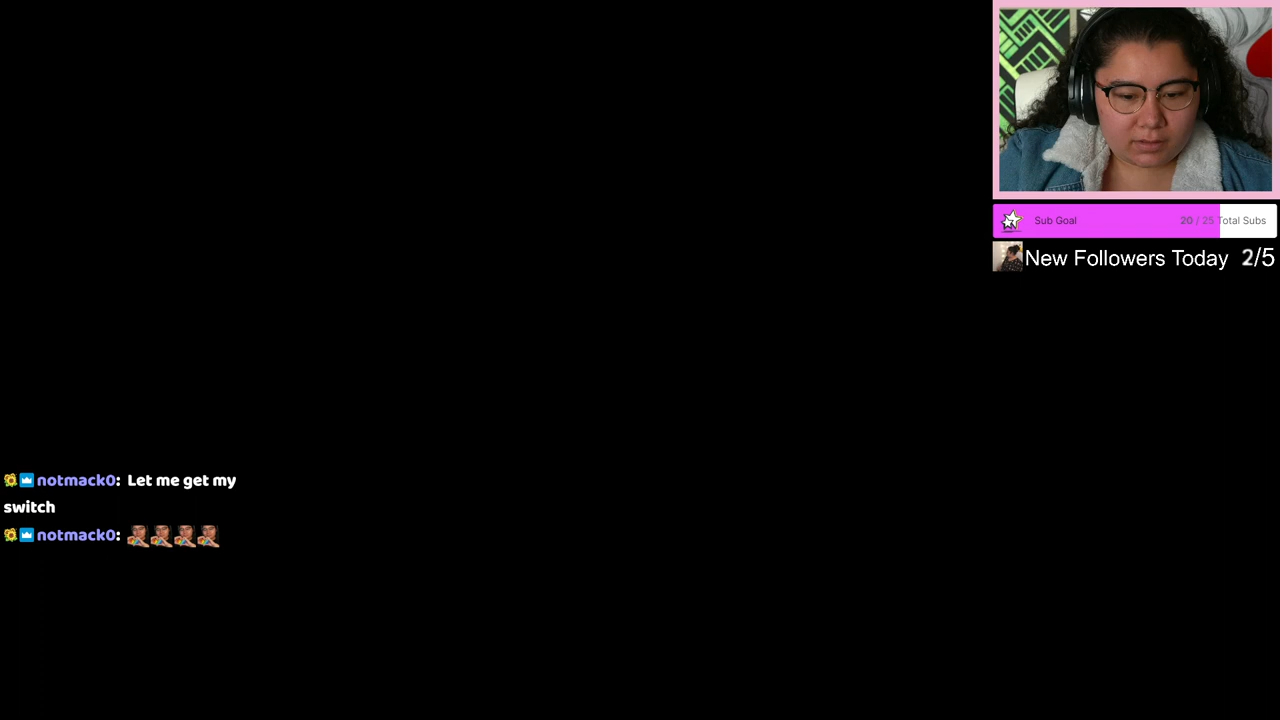 Sub Goal 20 / 25 Total Subs
New Followers Today 2/5
notmack0: Let me get my
switch
notmack0: